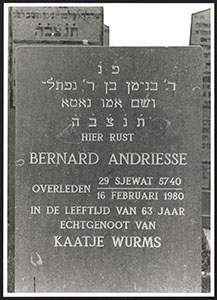 פ נ
ר' בנימן בן ר' נפתלי
ושם אמו נאטא
ת נ צ ב ה
HIER RUST
BERNARD ANDRIESSE
OVERLEDEN 29 SJEWAT 5740
16 FEBRUARI 1980
IN DE LEEFTIJD VAN 63 JAAR
ECHTGENOOT VAN
KAATJE WURMS